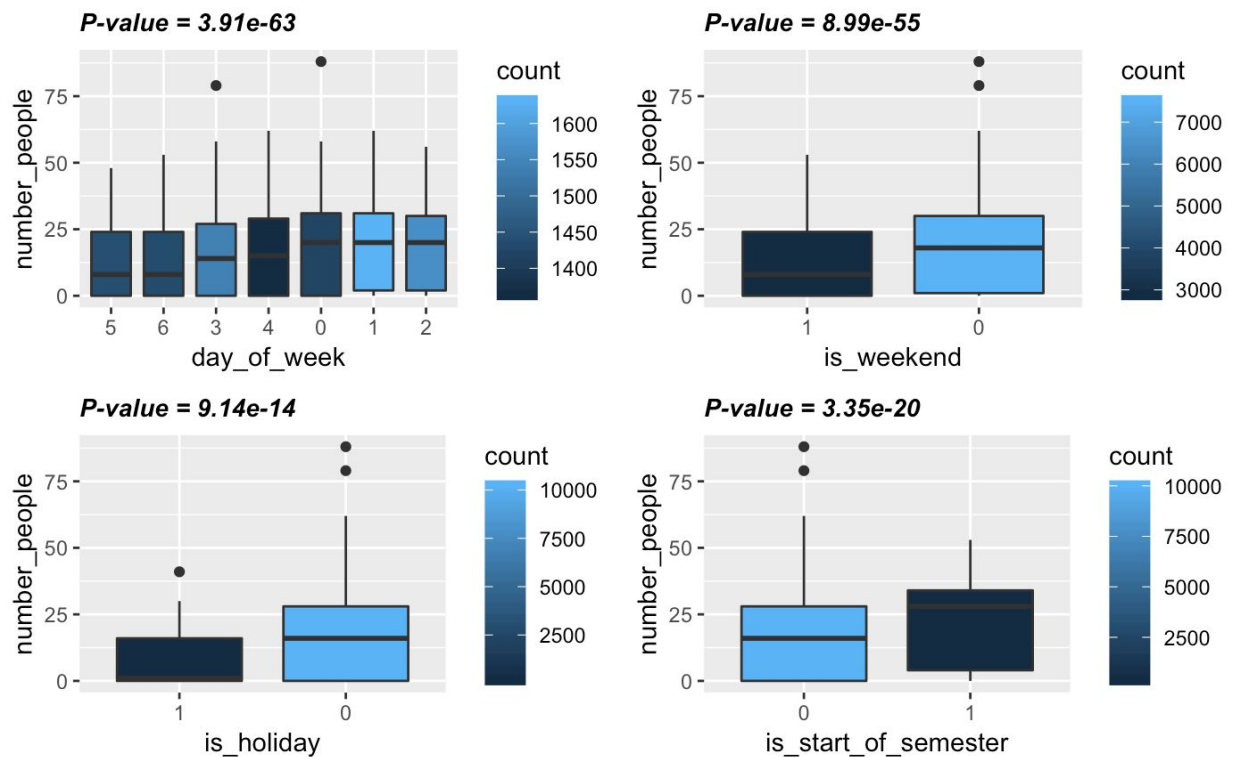 P-value = 3.91e-63
number_people
75
50
25
0
5 6 3 4 0 1 2
day_of_week
count
1600
1550
1500
1450
1400
P-value = 8.99e-55
number_people
75
50
25
0
1 0
is_weekend
count
7000
6000
5000
4000
3000
P-value = 9.14e-14
number_people
75
50
25
0
1 0
is_holiday
count
10000
7500
5000
2500
P-value = 3.35e-20
number_people
75
50
25
0
0 1
is_start_of_semester
count
10000
7500
5000
2500